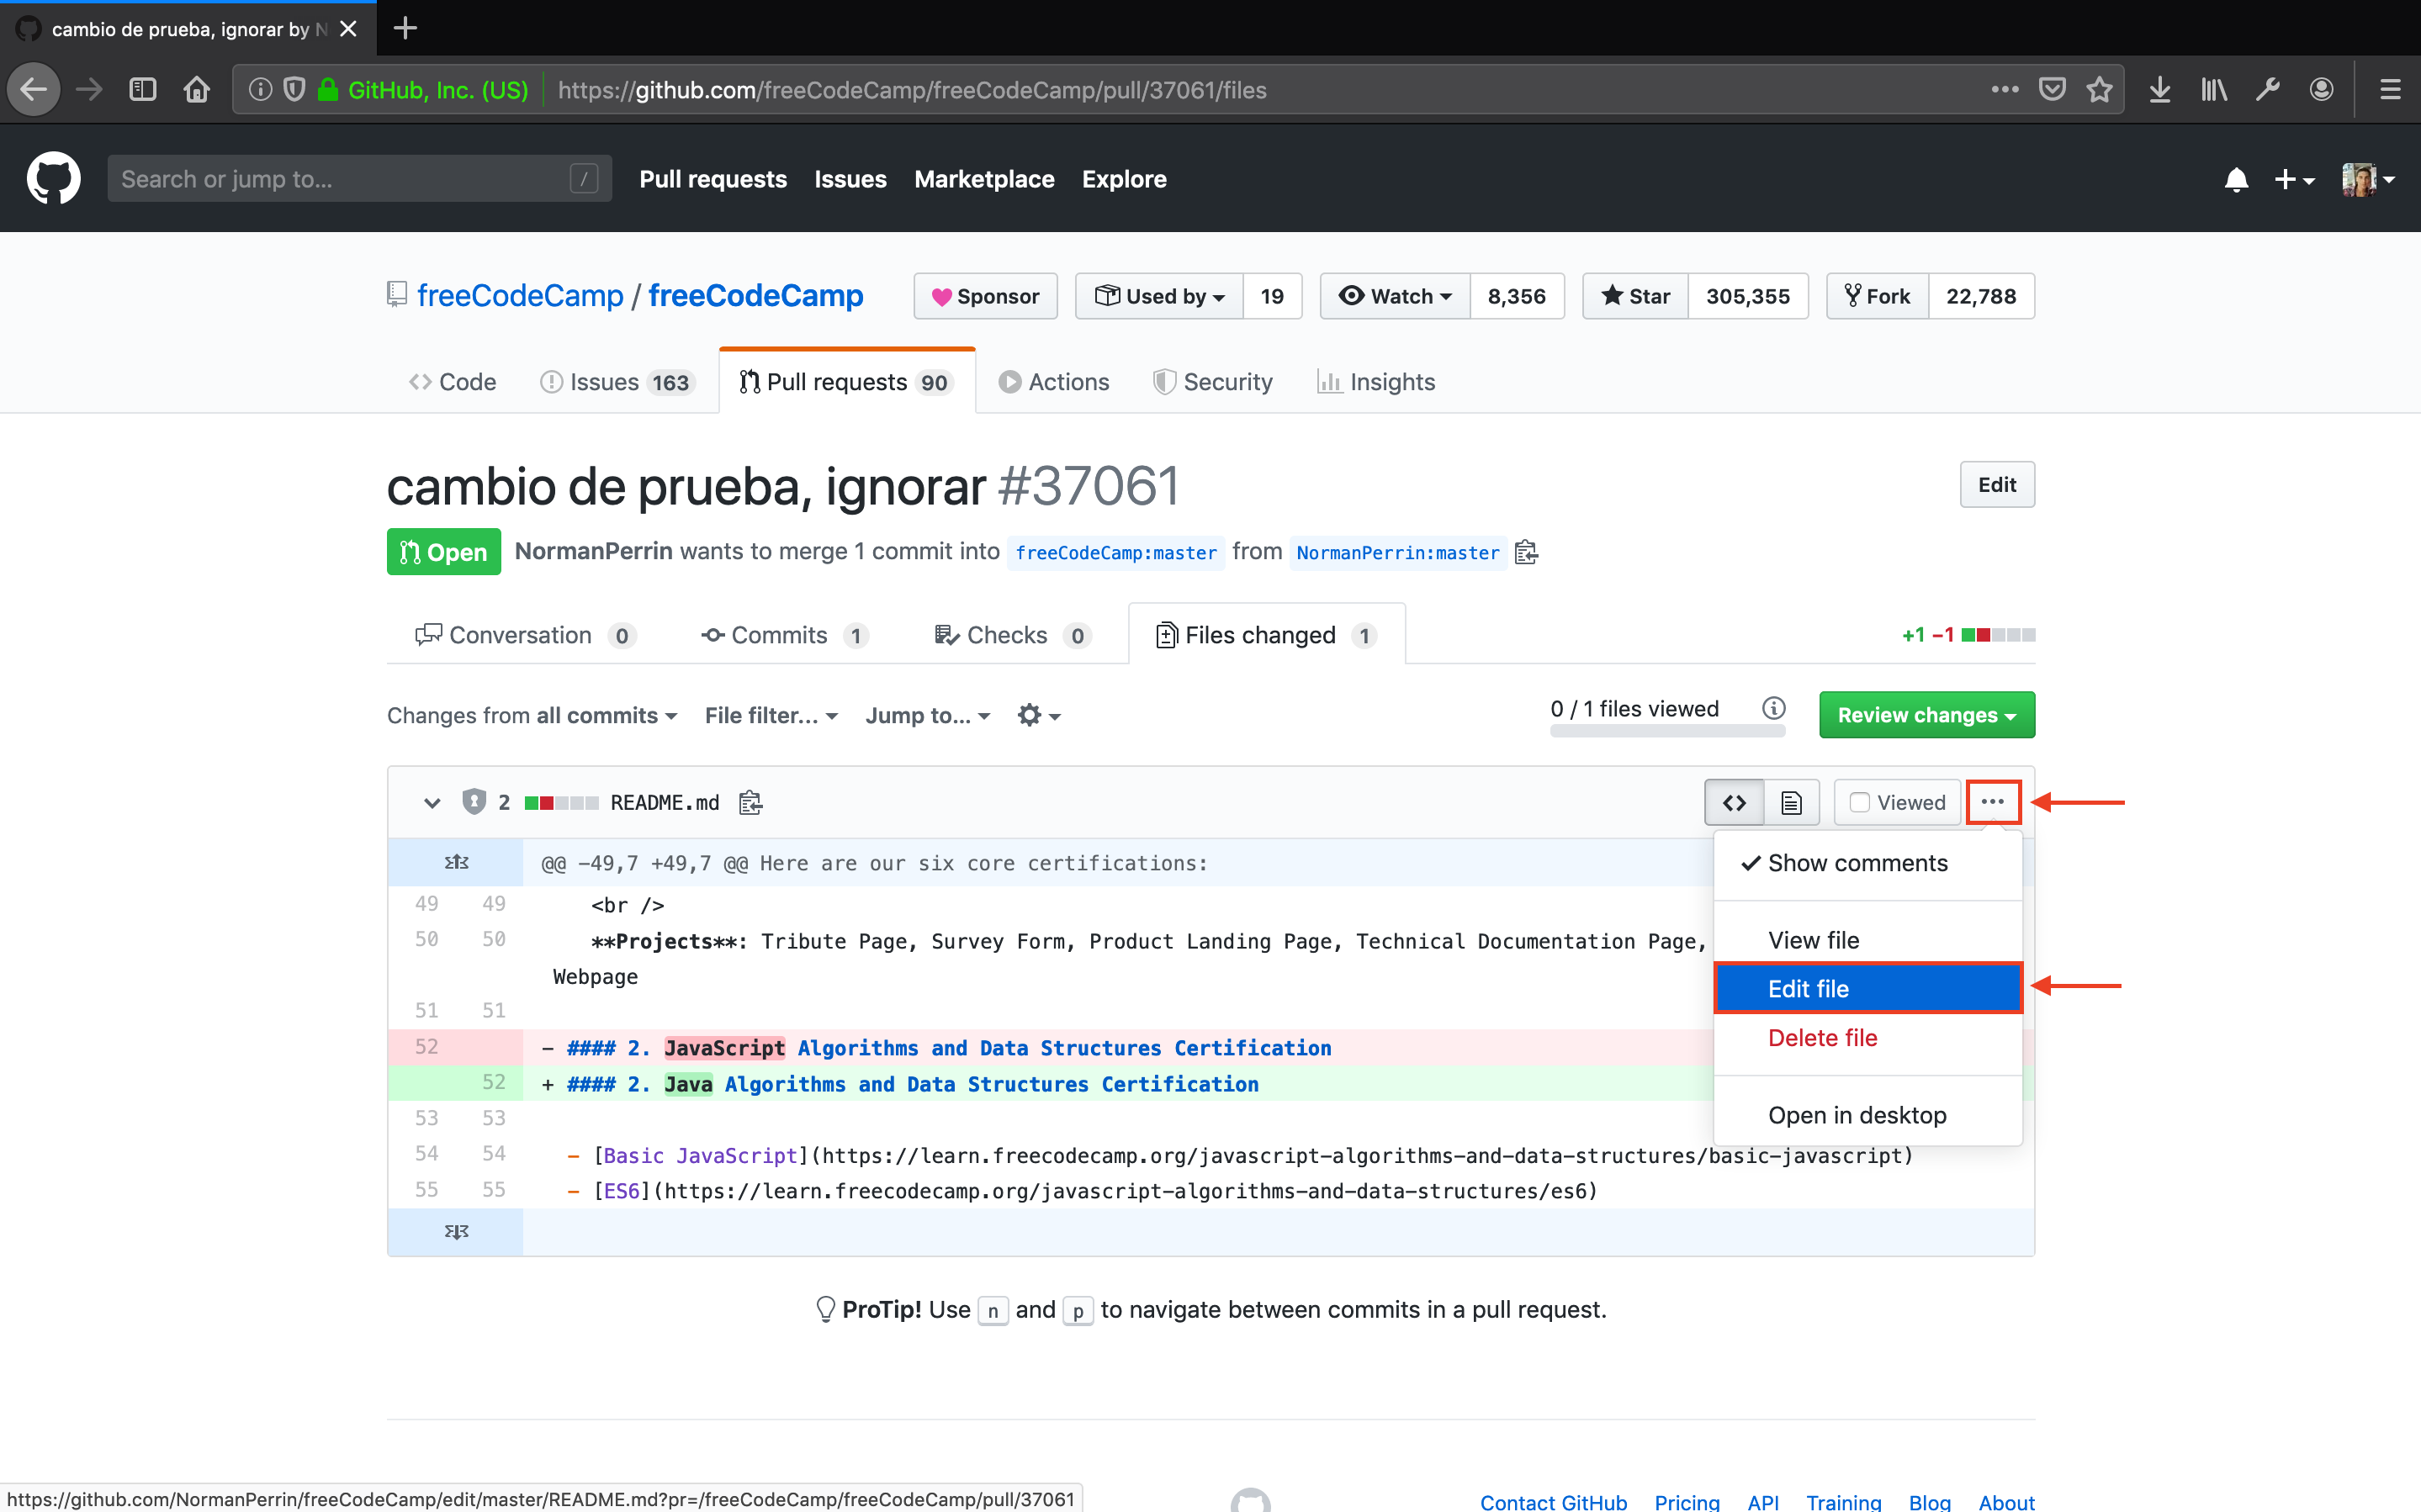 cambio de prueba, ignorar by N
GitHub, Inc. (US) https://github.com/freeCodeCamp/freeCodeCamp/pull/37061/files
Search or jump to... / Pull requests Issues Marketplace Explore
freeCodeCamp / freeCodeCamp Sponsor Used by 19 Watch 8,356 Star 305,355 Fork 22,788
Code Issues 163 Pull requests 90 Actions Security Insights
cambio de prueba, ignorar #37061 Edit
Open NormanPerrin wants to merge 1 commit into freeCodeCamp:master from NormanPerrin:master
Conversation 0 Commits 1 Checks 0 Files changed 1 +1 −1
Changes from all commits File filter... Jump to... 0 / 1 files viewed Review changes
2 README.md <> Viewed ...
@@ -49,7 +49,7 @@ Here are our six core certifications: Show comments
49 49 <br />
50 50 **Projects**: Tribute Page, Survey Form, Product Landing Page, Technical Documentation Page, View file
Webpage Edit file
51 51
52 - #### 2. JavaScript Algorithms and Data Structures Certification Delete file
52 + #### 2. Java Algorithms and Data Structures Certification
53 53 Open in desktop
54 54 - [Basic JavaScript](https://learn.freecodecamp.org/javascript-algorithms-and-data-structures/basic-javascript)
55 55 - [ES6](https://learn.freecodecamp.org/javascript-algorithms-and-data-structures/es6)
ProTip! Use n and p to navigate between commits in a pull request.
https://github.com/NormanPerrin/freeCodeCamp/edit/master/README.md?pr=/freeCodeCamp/freeCodeCamp/pull/37061 Contact GitHub Pricing API Training Blog About